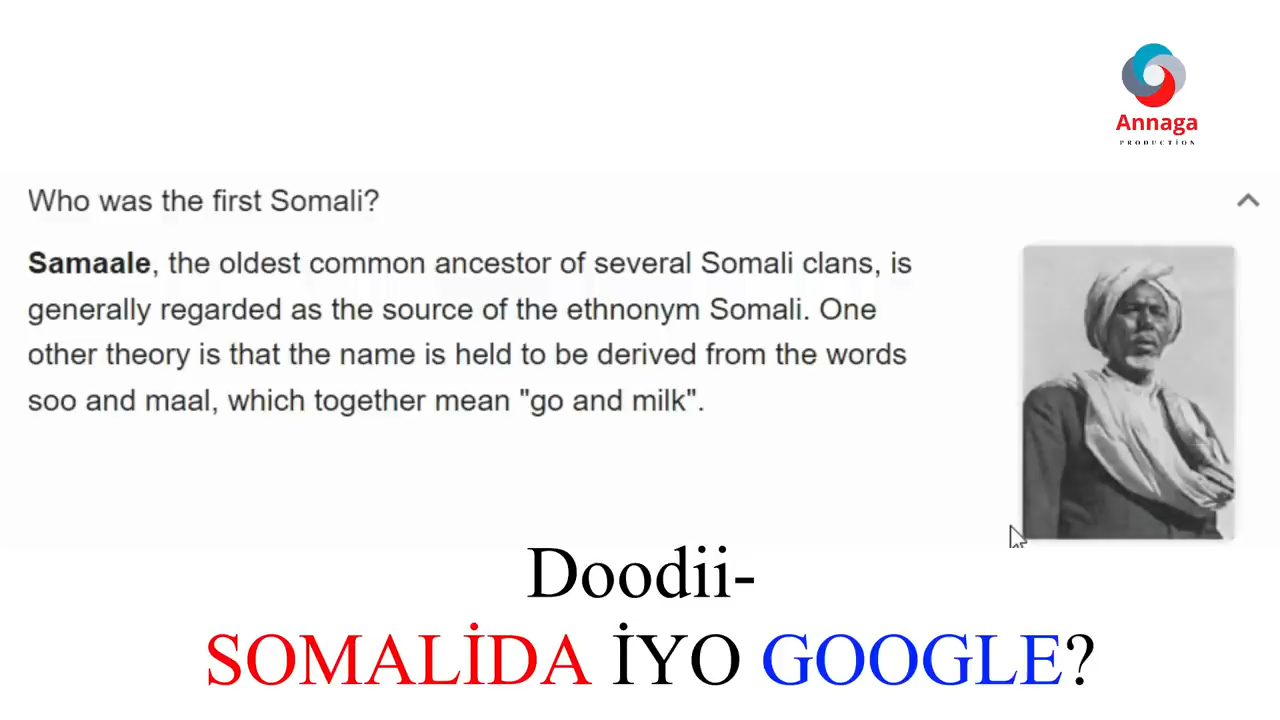 Annaga
PRODUCTİON
Who was the first Somali?
Samaale, the oldest common ancestor of several Somali clans, is
generally regarded as the source of the ethnonym Somali. One
other theory is that the name is held to be derived from the words
soo and maal, which together mean "go and milk".
Doodii-
SOMALİDA İYO GOOGLE?